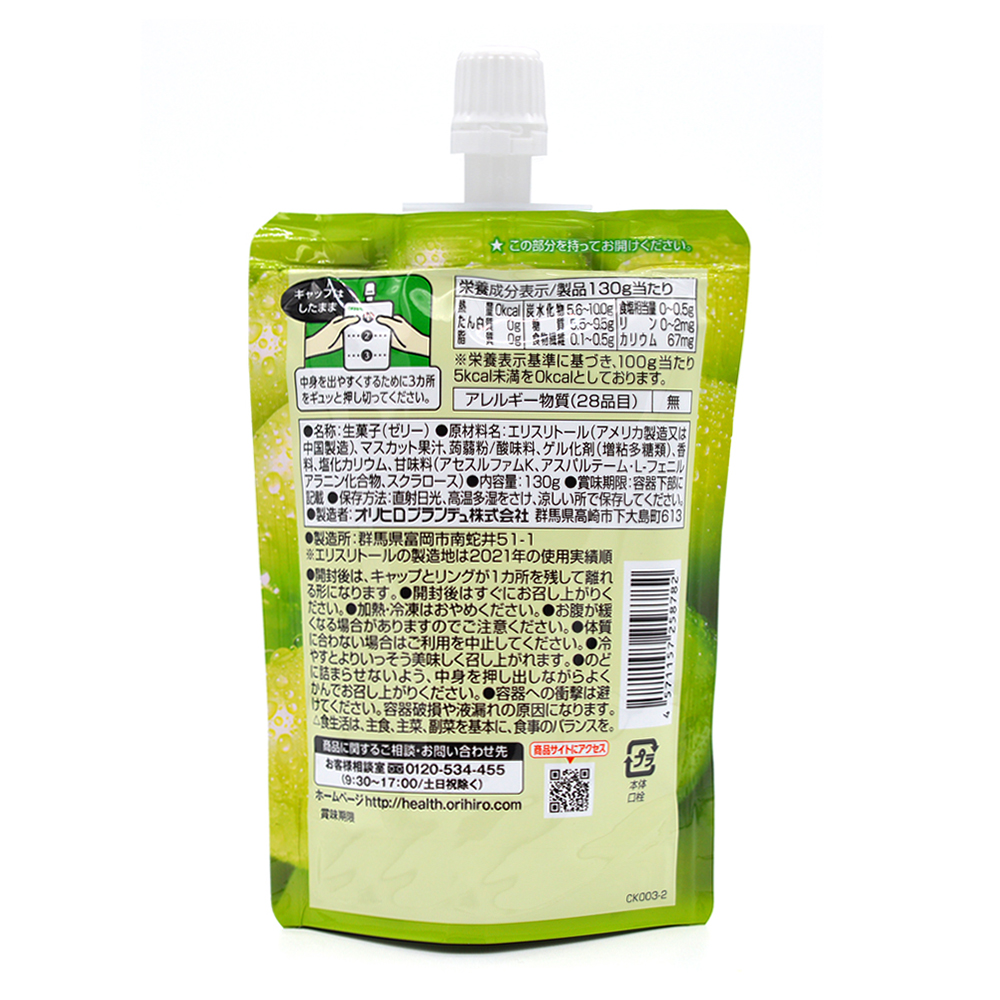 ★ この部分を持ってお開けください。
キャップは
したまま
②
③
中身を出やすくするために3カ所
をギュッと押し切ってください。
栄養成分表示/製品130g当たり
熱量 0kcal 炭水化物 5.6~10.0g 食塩相当量 0~0.5g
たん白質 0g 糖質 5.5~9.5g リン 0~2mg
脂質 0g 食物繊維 0.1~0.5g カリウム 67mg
※栄養表示基準に基づき、100g当たり
5kcal未満を0kcalとしております。
アレルギー物質(28品目) 無
●名称:生菓子(ゼリー) ●原材料名:エリスリトール(アメリカ製造又は
中国製造)、マスカット果汁、蒟蒻粉/酸味料、ゲル化剤(増粘多糖類)、香
料、塩化カリウム、甘味料(アセスルファムK、アスパルテーム・L-フェニル
アラニン化合物、スクラロース) ●内容量:130g ●賞味期限:容器下部に
記載 ●保存方法:直射日光、高温多湿をさけ、涼しい所で保存してください。
●製造者:オリヒロプランデュ株式会社 群馬県高崎市下大島町613
●製造所:群馬県富岡市南蛇井51-1
※エリスリトールの製造地は2021年の使用実績順
●開封後は、キャップとリングが1カ所を残して離れ
る形になります。●開封後はすぐにお召し上がりく
ださい。●加熱・冷凍はおやめください。●お腹が緩
くなる場合がありますのでご注意ください。●体質
に合わない場合はご利用を中止してください。●冷
やすとよりいっそう美味しく召し上がれます。●のど
に詰まらせないよう、中身を押し出しながらよく
かんでお召し上がりください。●容器への衝撃は避
けてください。容器破損や液漏れの原因になります。
△食生活は、主食、主菜、副菜を基本に、食事のバランスを。
4 571157 258782
商品に関するご相談・お問い合わせ先
お客様相談室 0120-534-455
(9:30~17:00/土日祝除く)
ホームページhttp://health.orihiro.com
賞味期限
商品サイトにアクセス
プラ
本体
口栓
CK003-2